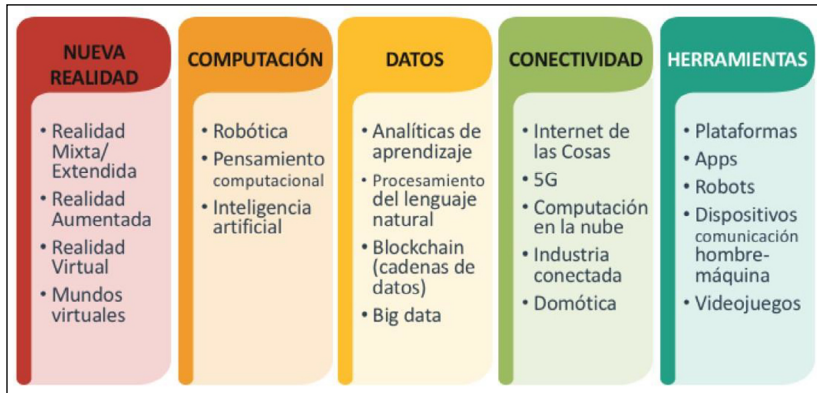 NUEVA
REALIDAD
• Realidad
Mixta/
Extendida
• Realidad
Aumentada
• Realidad
Virtual
• Mundos
virtuales
COMPUTACIÓN
• Robótica
• Pensamiento
computacional
• Inteligencia
artificial
DATOS
• Analíticas de
aprendizaje
• Procesamiento
del lenguaje
natural
• Blockchain
(cadenas de
datos)
• Big data
CONECTIVIDAD
• Internet de
las Cosas
• 5G
• Computación
en la nube
• Industria
conectada
• Domótica
HERRAMIENTAS
• Plataformas
• Apps
• Robots
• Dispositivos
comunicación
hombre-
máquina
• Videojuegos